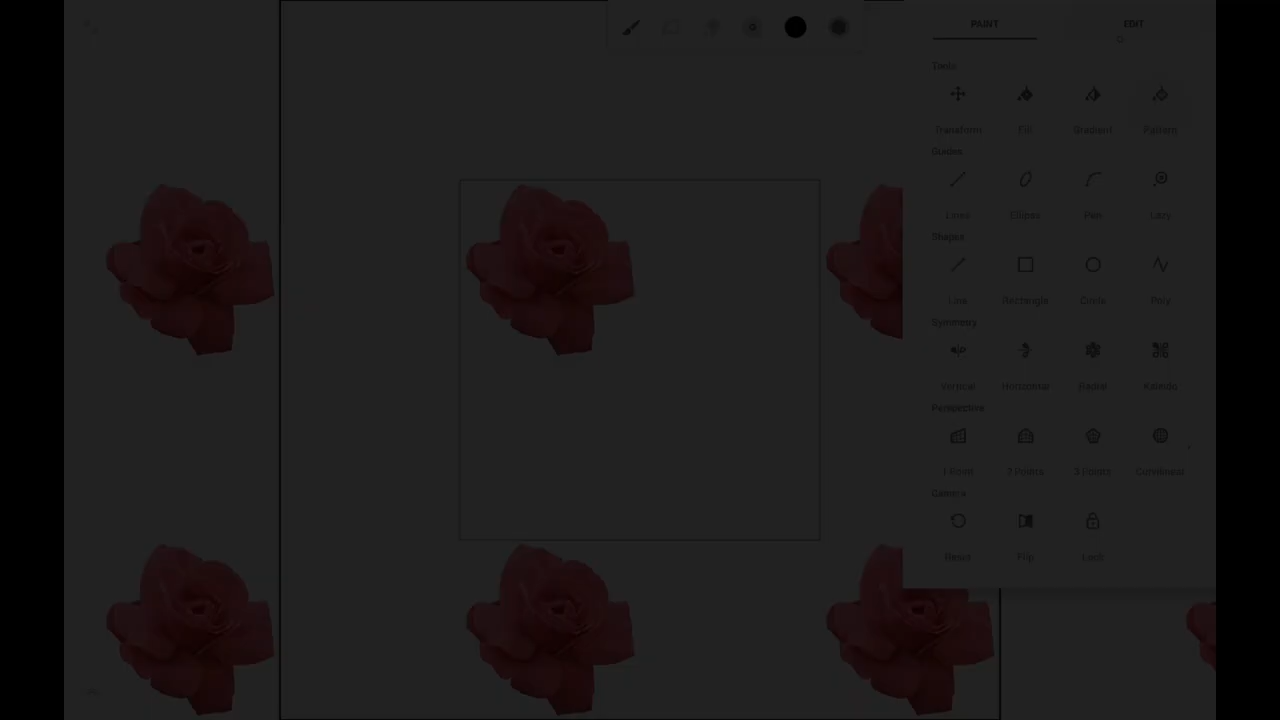 PAINT EDIT
Tools
Transform Fill Gradient Pattern
Guides
Lines Ellipse Pen Lazy
Shapes
Line Rectangle Circle Poly
Symmetry
Vertical Horizontal Radial Kaleido
Perspective
1 Point 2 Points 3 Points Curvilinear
Camera
Reset Flip Lock